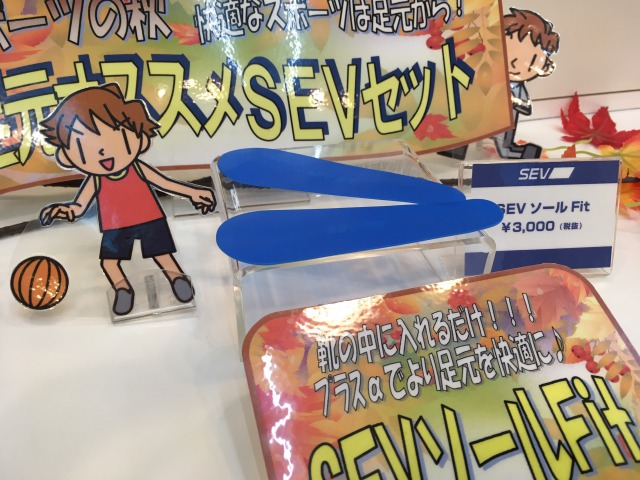 スポーツの秋 快適なスポーツは足元から！
足元オススメSEVセット
SEV
SEV ソール Fit
￥3,000（税抜）
靴の中に入れるだけ！！！
プラスαでより足元を快適に♪
SEVソールFit